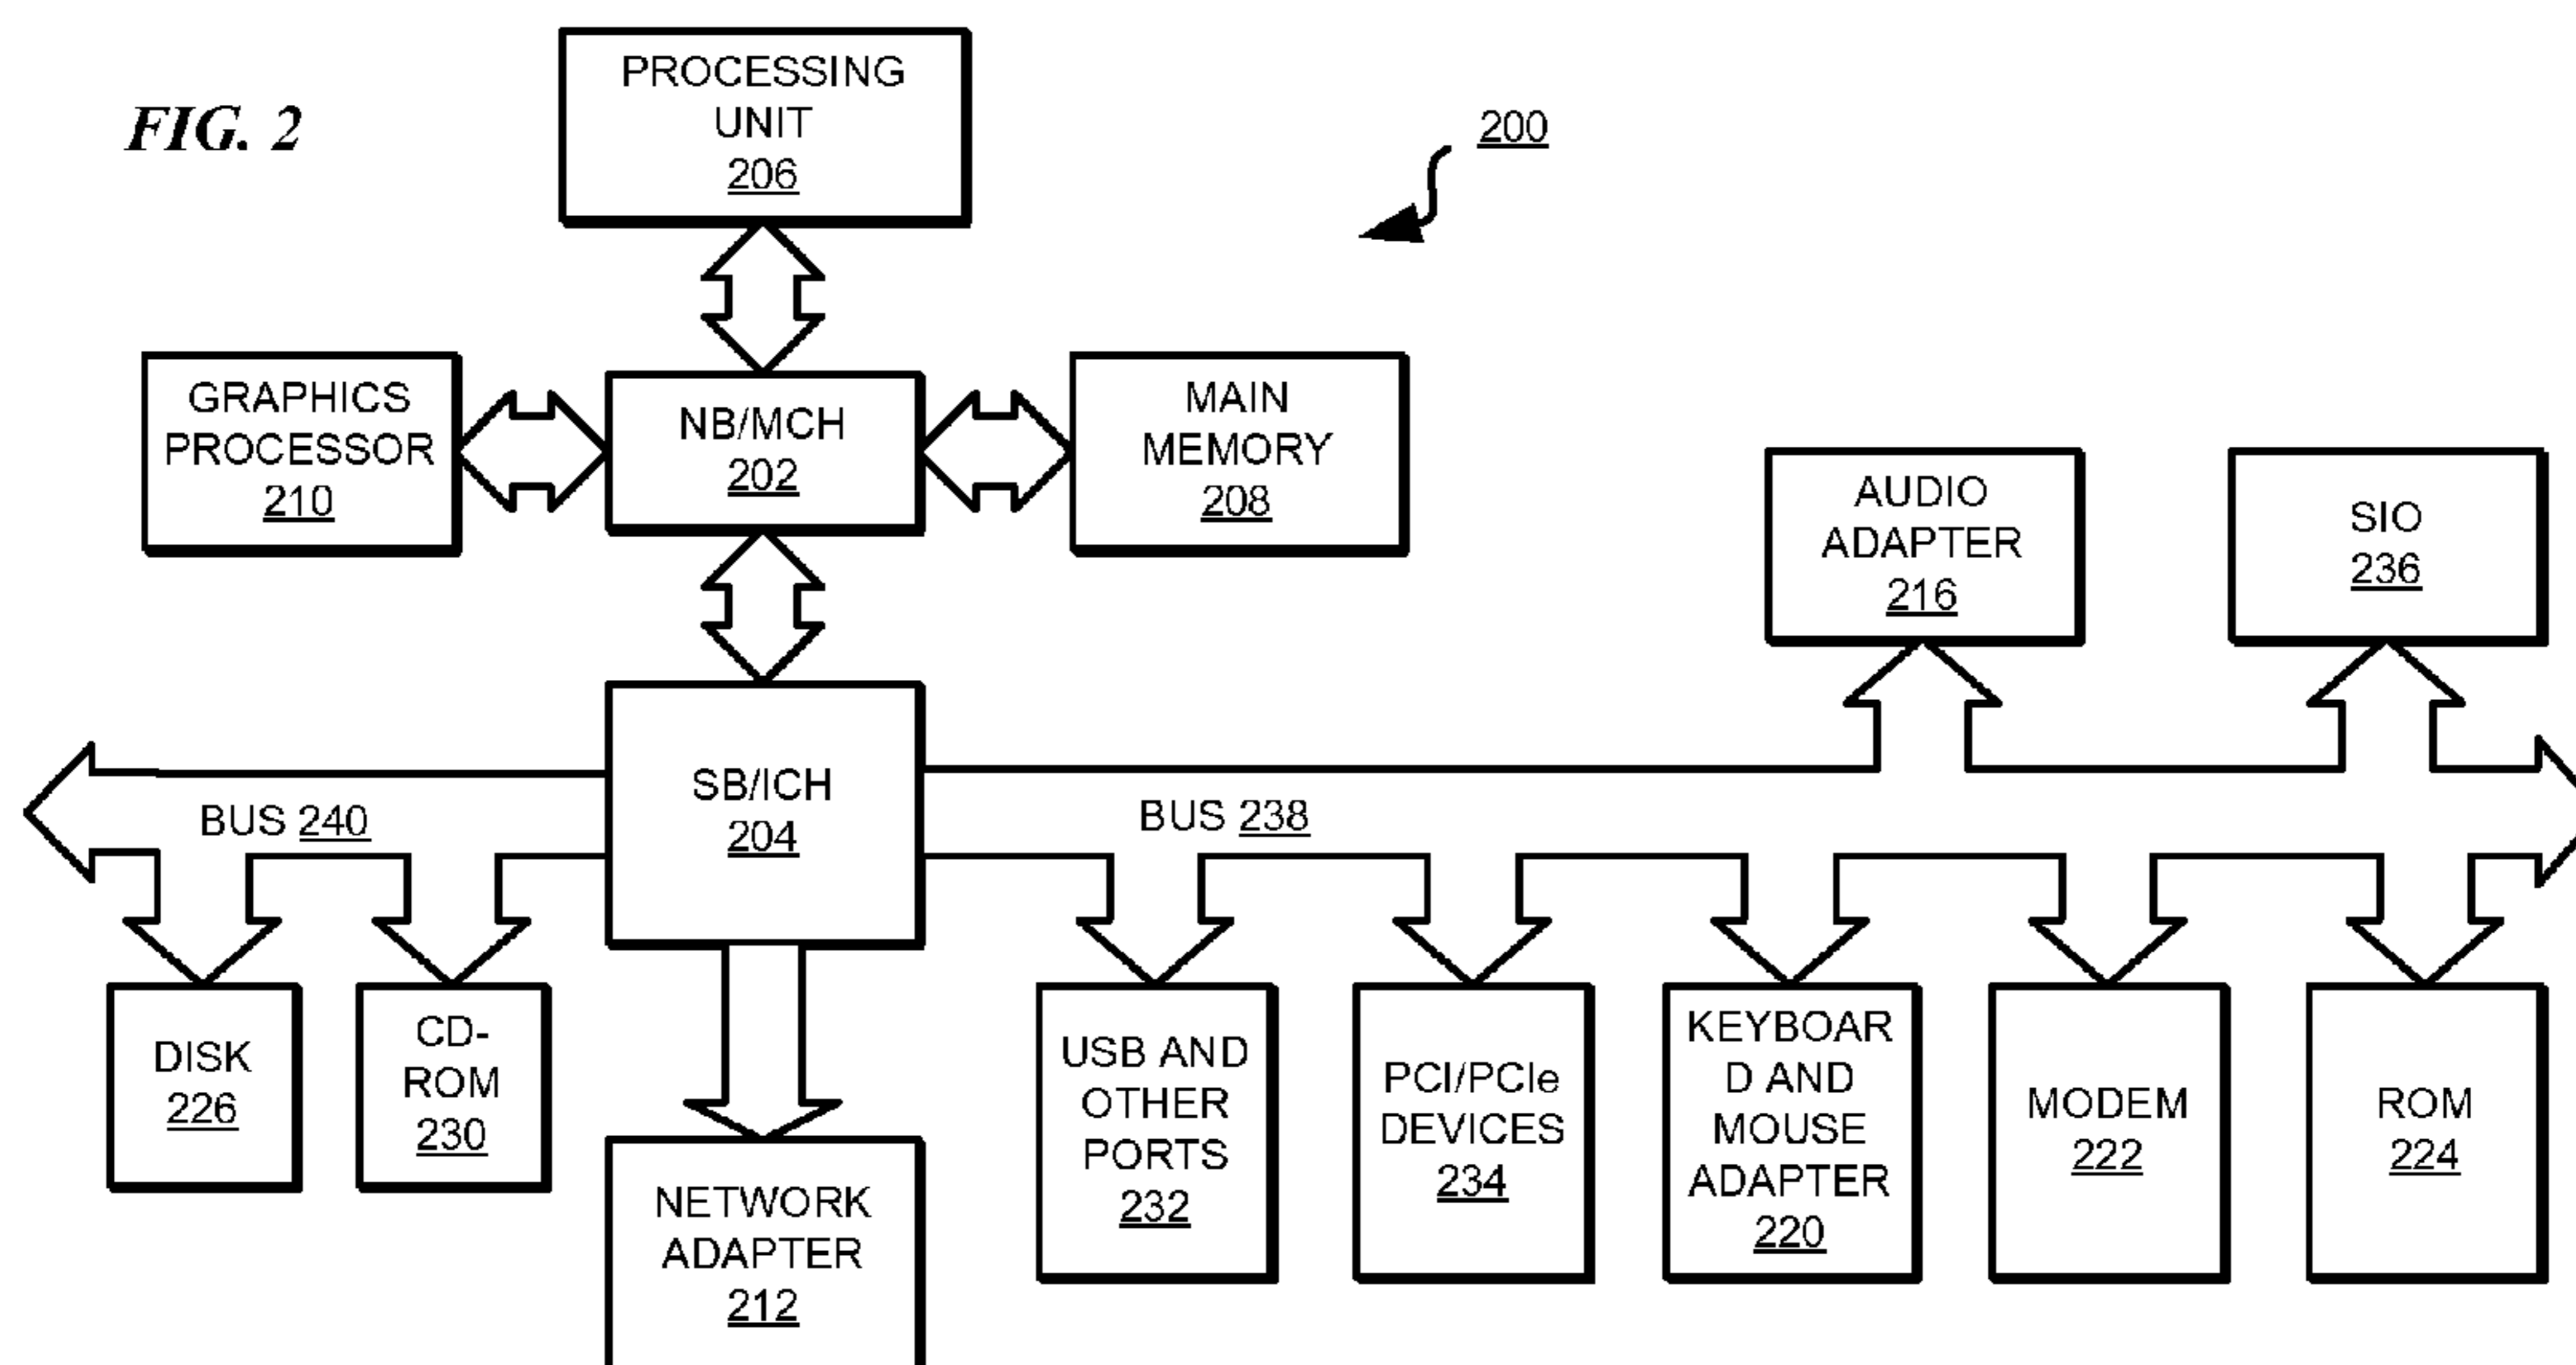 FIG. 2
PROCESSING
UNIT
206
200
GRAPHICS
PROCESSOR
210
NB/MCH
202
MAIN
MEMORY
208
AUDIO
ADAPTER
216
SIO
236
SB/ICH
204
BUS 240
BUS 238
DISK
226
CD-
ROM
230
NETWORK
ADAPTER
212
USB AND
OTHER
PORTS
232
PCI/PCIe
DEVICES
234
KEYBOAR
D AND
MOUSE
ADAPTER
220
MODEM
222
ROM
224